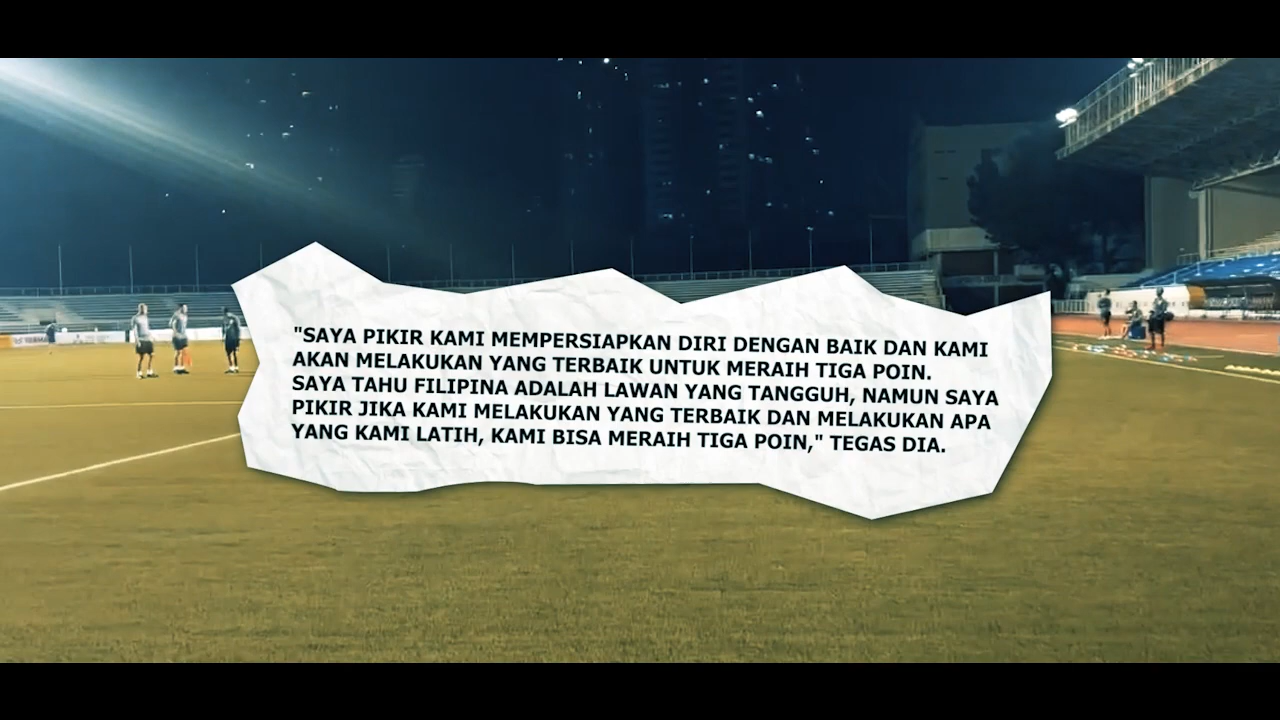 "SAYA PIKIR KAMI MEMPERSIAPKAN DIRI DENGAN BAIK DAN KAMI
AKAN MELAKUKAN YANG TERBAIK UNTUK MERAIH TIGA POIN.
SAYA TAHU FILIPINA ADALAH LAWAN YANG TANGGUH, NAMUN SAYA
PIKIR JIKA KAMI MELAKUKAN YANG TERBAIK DAN MELAKUKAN APA
YANG KAMI LATIH, KAMI BISA MERAIH TIGA POIN," TEGAS DIA.